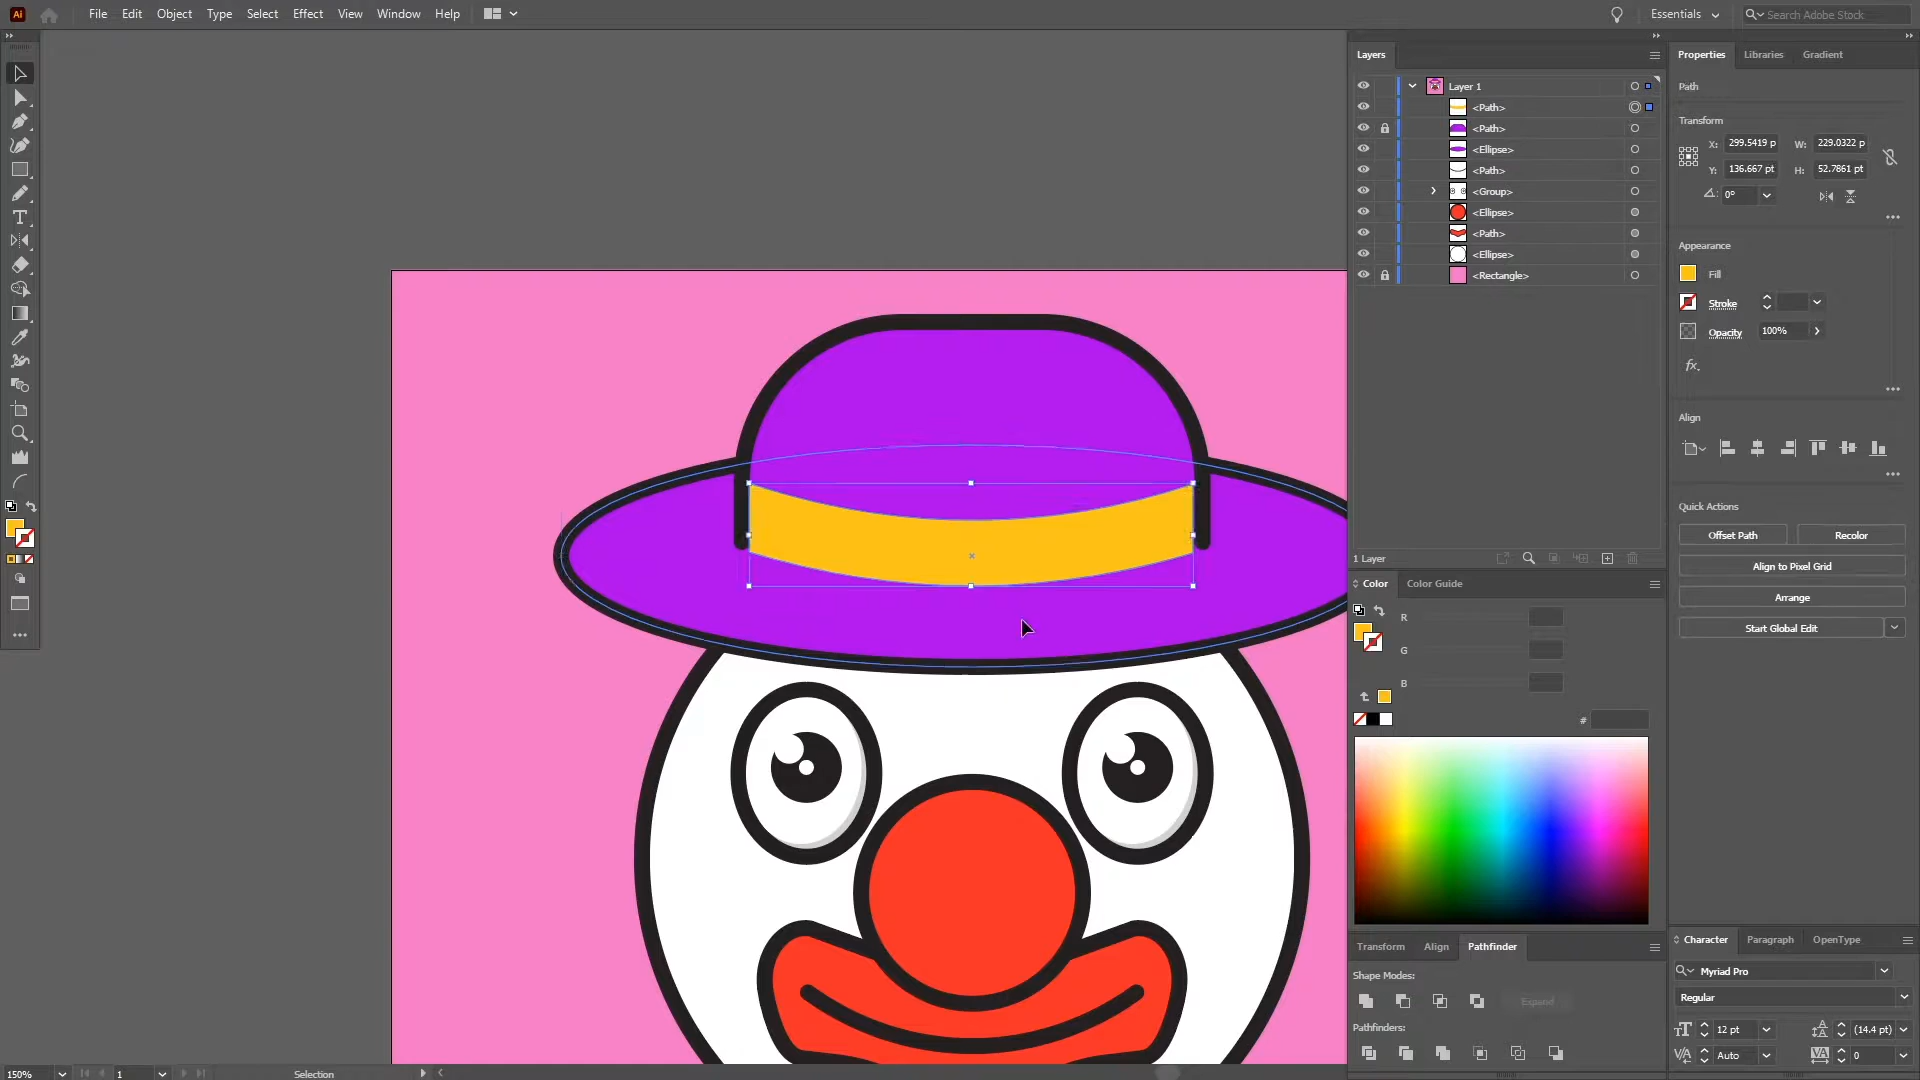 Ai File Edit Object Type Select Effect View Window Help Essentials Search Adobe Stock
Layers
Properties Libraries Gradient
Layer 1
<Path>
<Path>
<Ellipse>
<Path>
<Group>
<Ellipse>
<Path>
<Ellipse>
<Rectangle>
1 Layer
Path
Transform
X: 299.5419 p W: 229.0322 p
Y: 136.667 pt H: 52.7861 pt
0°
Appearance
Fill
Stroke
Opacity 100%
fx.
Align
Quick Actions
Offset Path Recolor
Align to Pixel Grid
Arrange
Start Global Edit
Color Color Guide
R
G
B
#
Transform Align Pathfinder
Shape Modes:
Expand
Pathfinders:
Character Paragraph OpenType
Myriad Pro
Regular
12 pt (14.4 pt)
Auto 0
150% 1 Selection